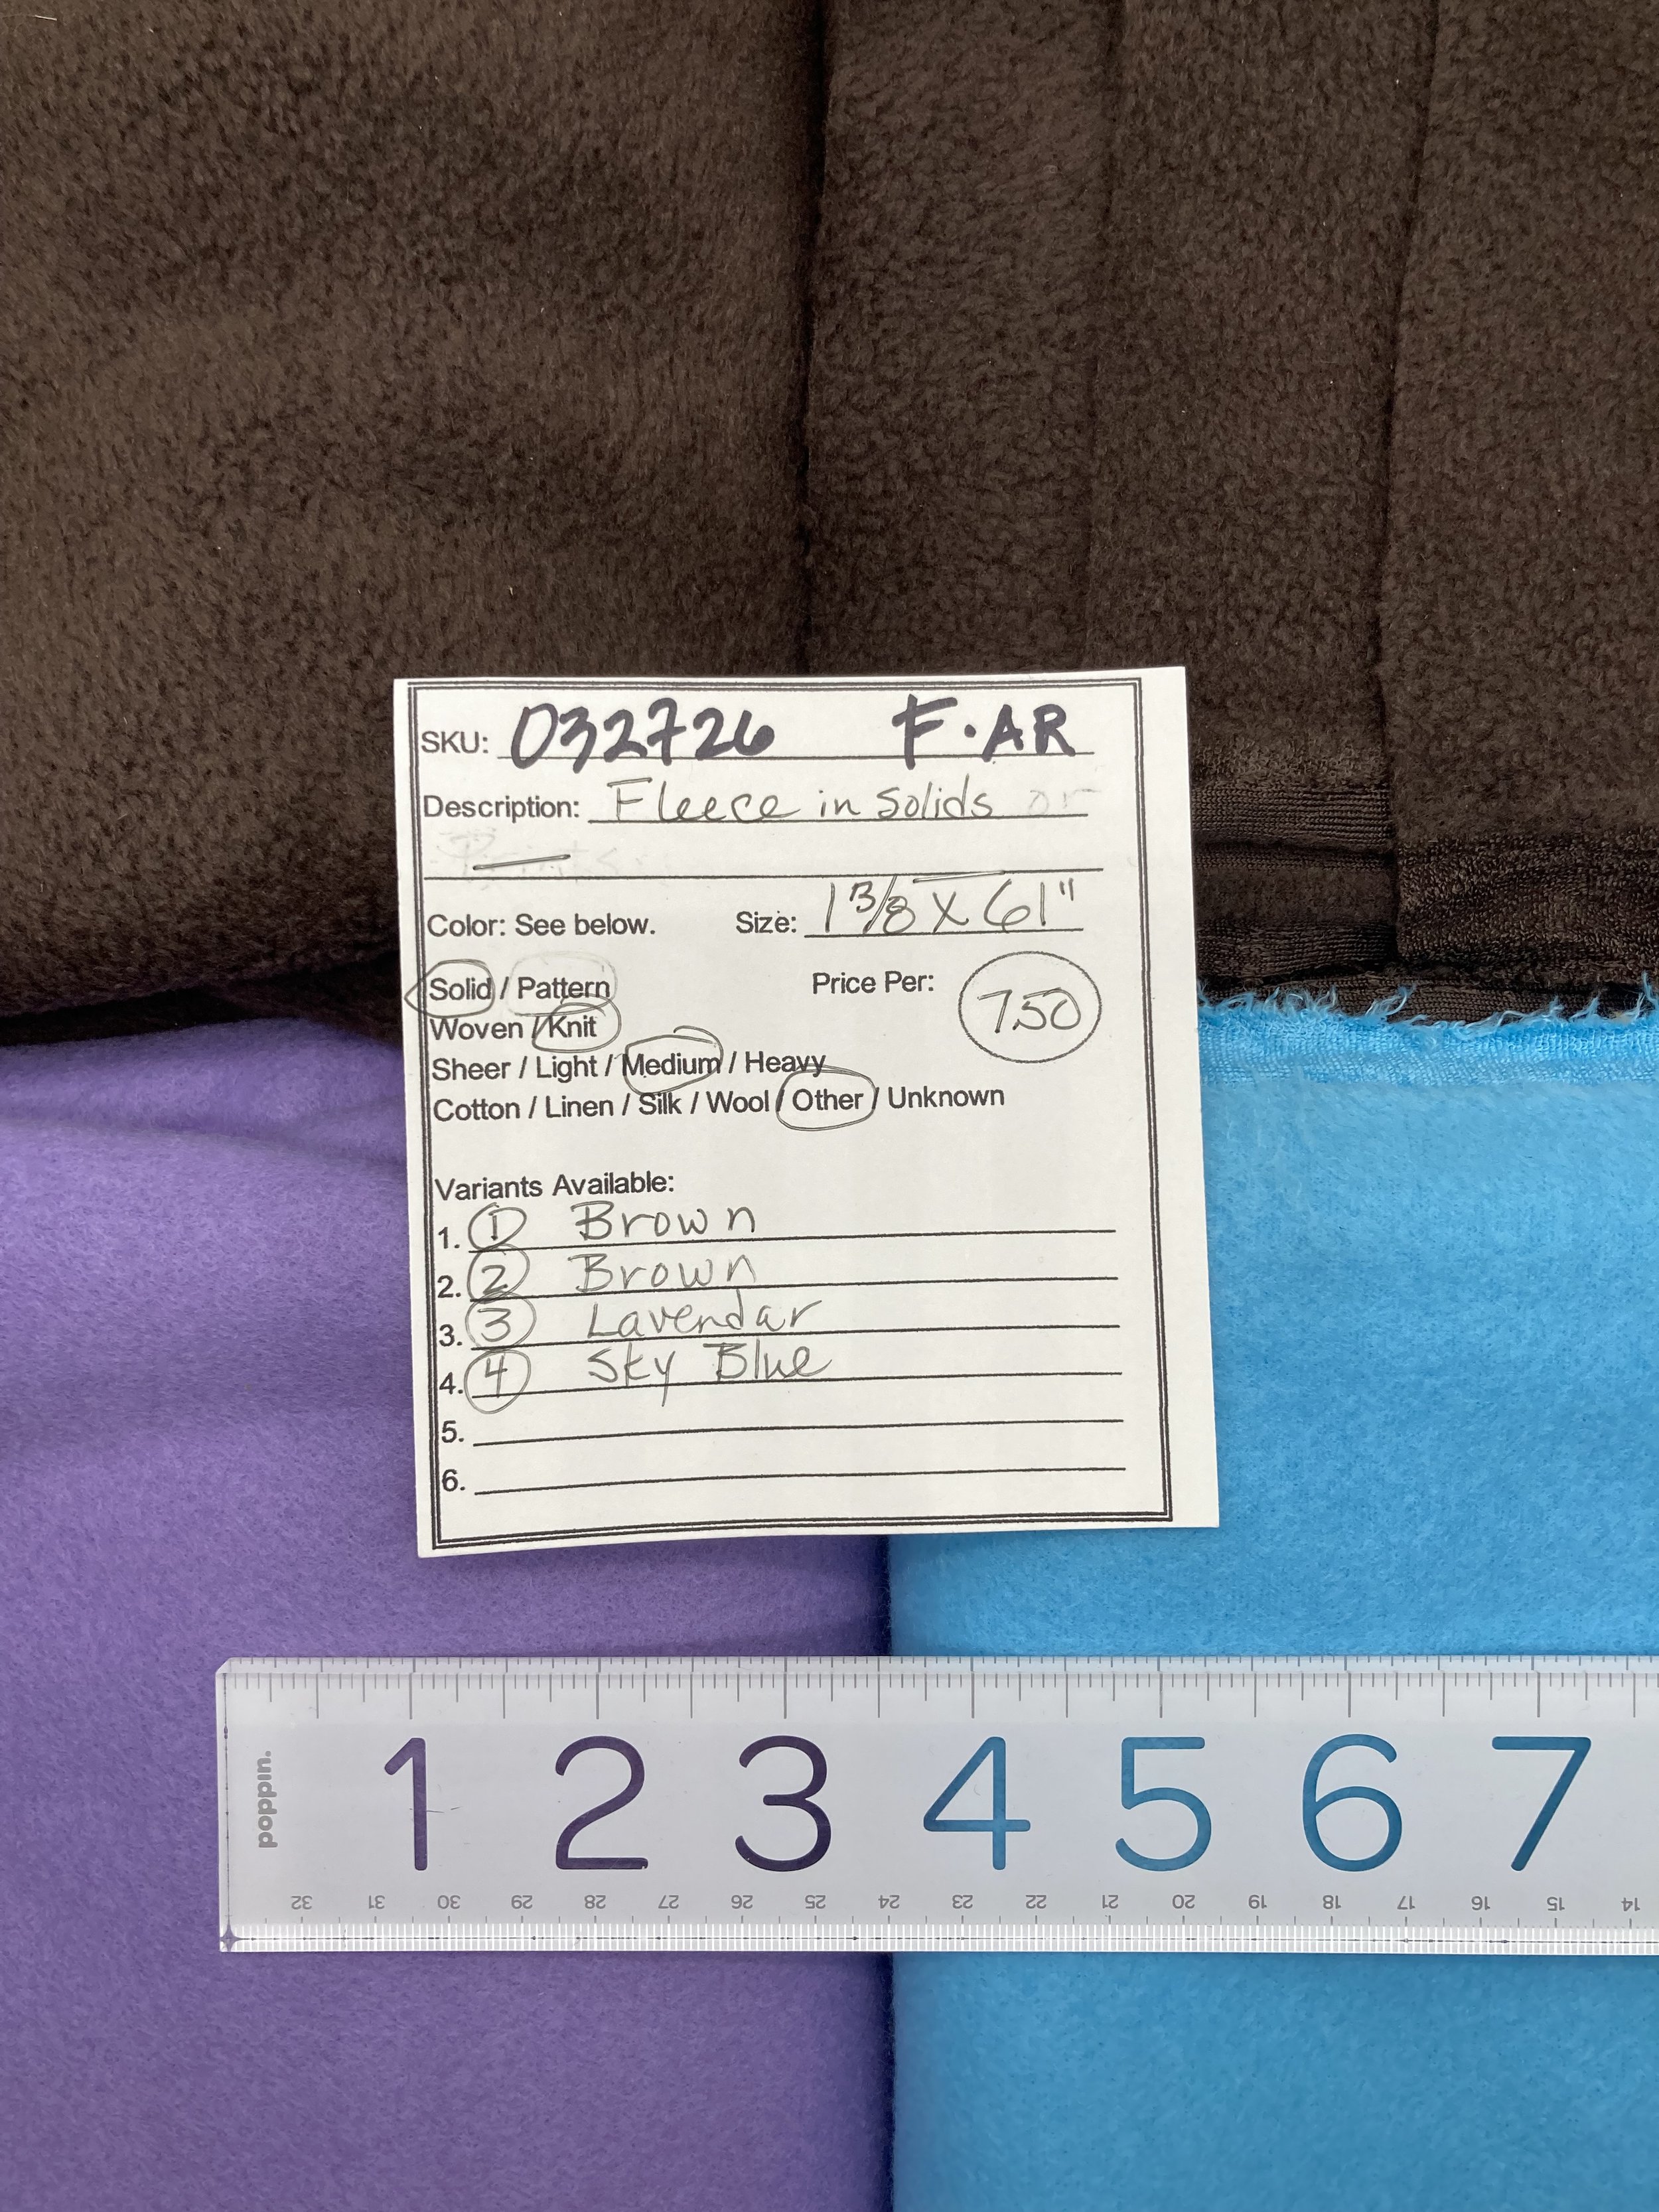 SKU: 032726 F·AR
Description: Fleece in solids or
Prints
Color: See below. Size: 1 3/8 X 61"
Solid / Pattern Price Per: 7.50
Woven / Knit
Sheer / Light / Medium / Heavy
Cotton / Linen / Silk / Wool / Other / Unknown
Variants Available:
1. 1 Brown
2. 2 Brown
3. 3 Lavendar
4. 4 Sky Blue
5.
6.
1 2 3 4 5 6 7
poppin.
32 31 30 29 28 27 26 25 24 23 22 21 20 19 18 17 16 15 14